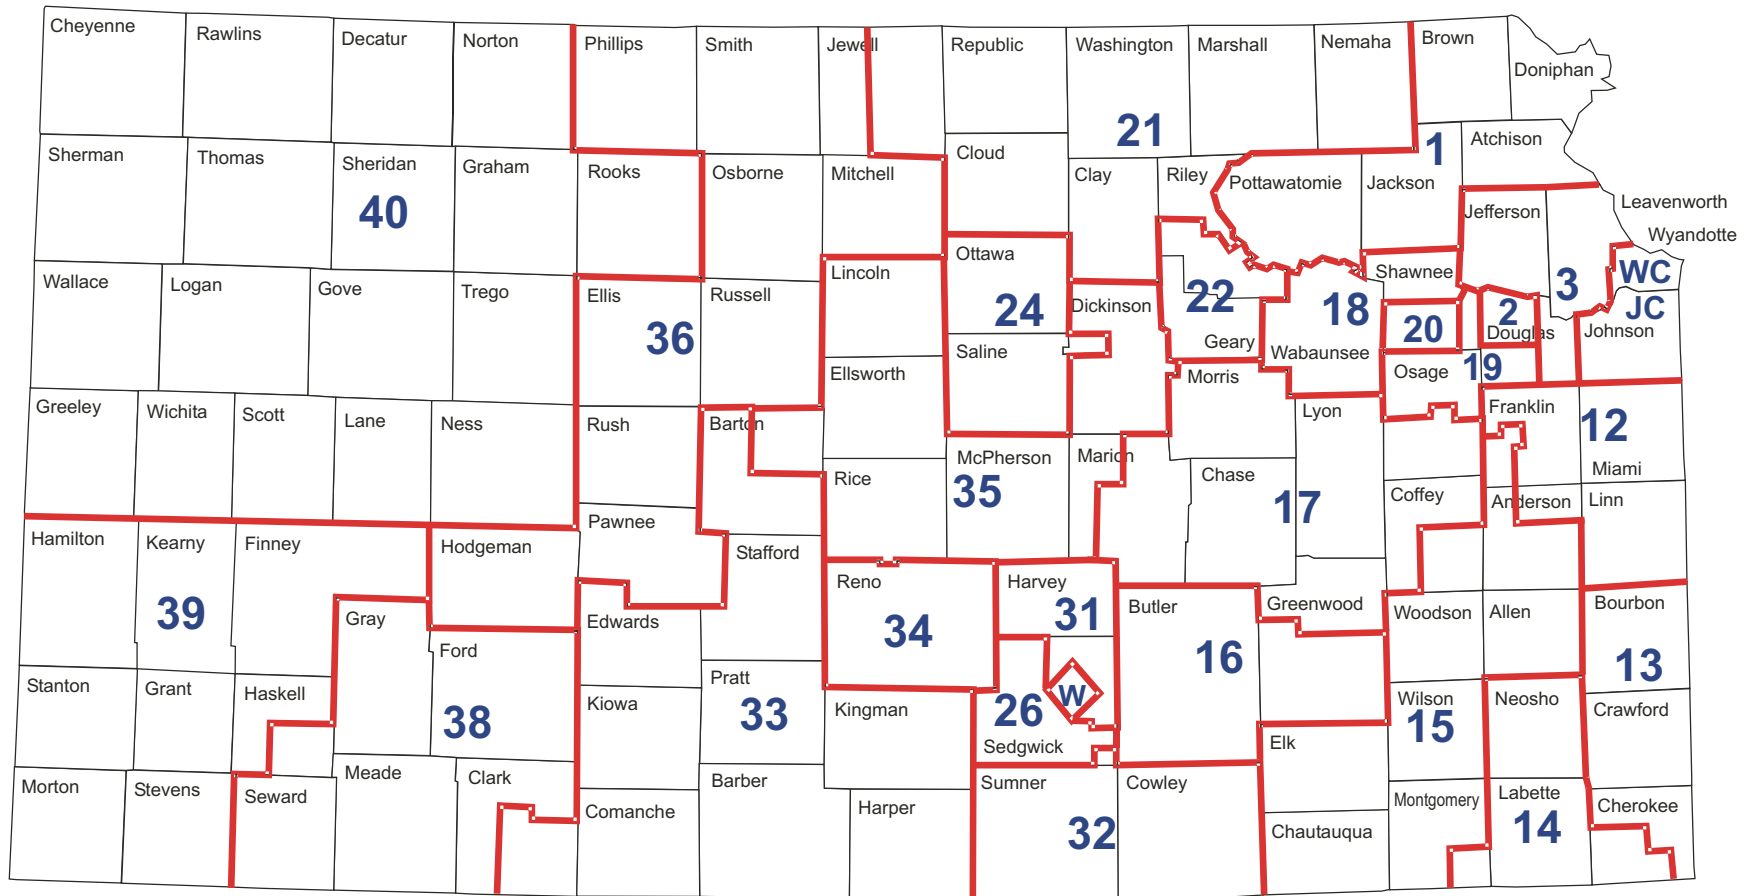 Cheyenne
Rawlins
Decatur
Norton
Phillips
Smith
Jewell
Republic
Washington
Marshall
Nemaha
Brown
Doniphan
Sherman
Thomas
Sheridan
Graham
Rooks
Osborne
Mitchell
Cloud
Clay
21
Riley
Pottawatomie
Jackson
1
Atchison
40
Jefferson
Leavenworth
Wyandotte
Wallace
Logan
Gove
Trego
Ellis
Russell
Lincoln
Ottawa
Dickinson
22
Shawnee
18
3
WC
JC
36
24
Geary
Wabaunsee
20
2
Douglas
Johnson
Saline
Ellsworth
Morris
Osage
19
Greeley
Wichita
Scott
Lane
Ness
Rush
Barton
Lyon
Franklin
12
Miami
Rice
McPherson
35
Marion
Chase
17
Coffey
Anderson
Linn
Hamilton
Kearny
Finney
Hodgeman
Pawnee
Stafford
39
Gray
Reno
34
Harvey
31
Butler
Greenwood
Woodson
Allen
Bourbon
Edwards
Ford
16
13
Stanton
Grant
Haskell
38
Kiowa
Pratt
33
Kingman
26
W
Sedgwick
Wilson
15
Neosho
Crawford
Elk
Morton
Stevens
Seward
Meade
Clark
Comanche
Barber
Harper
Sumner
32
Cowley
Chautauqua
Montgomery
Labette
14
Cherokee